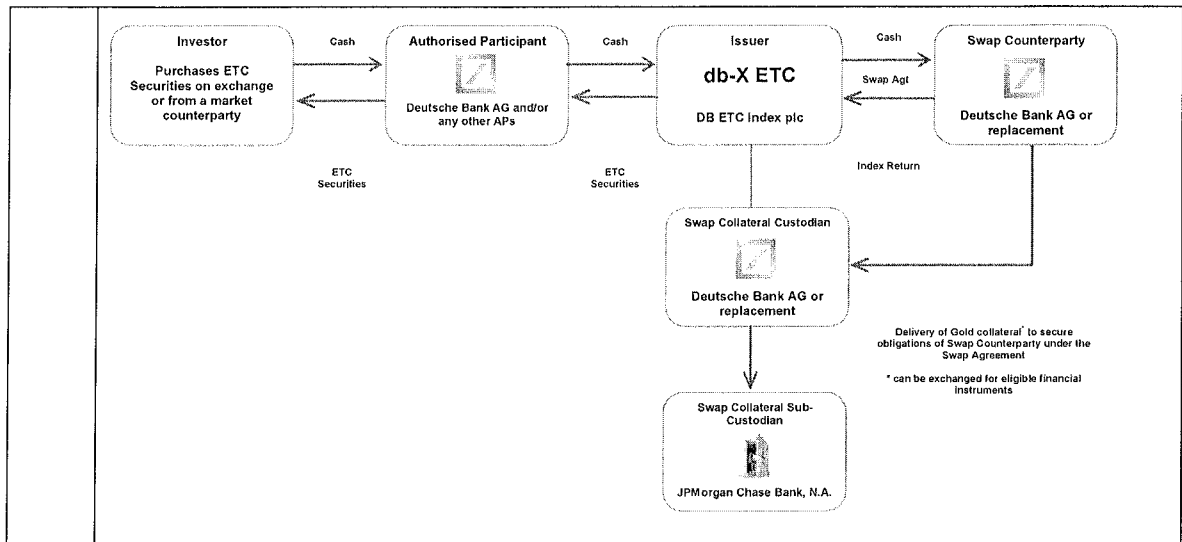 Investor
Purchases ETC
Securities on exchange
or from a market
counterparty
Cash
ETC
Securities
Authorised Participant
Deutsche Bank AG and/or
any other APs
Cash
ETC
Securities
Issuer
db-X ETC
DB ETC Index plc
Cash
Swap Agt
Index Return
Swap Counterparty
Deutsche Bank AG or
replacement
Swap Collateral Custodian
Deutsche Bank AG or
replacement
Delivery of Gold collateral* to secure
obligations of Swap Counterparty under the
Swap Agreement
* can be exchanged for eligible financial
instruments
Swap Collateral Sub-
Custodian
JPMorgan Chase Bank, N.A.